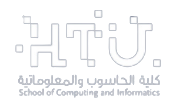 HTU
كلية الحاسوب والمعلوماتية
School of Computing and Informatics